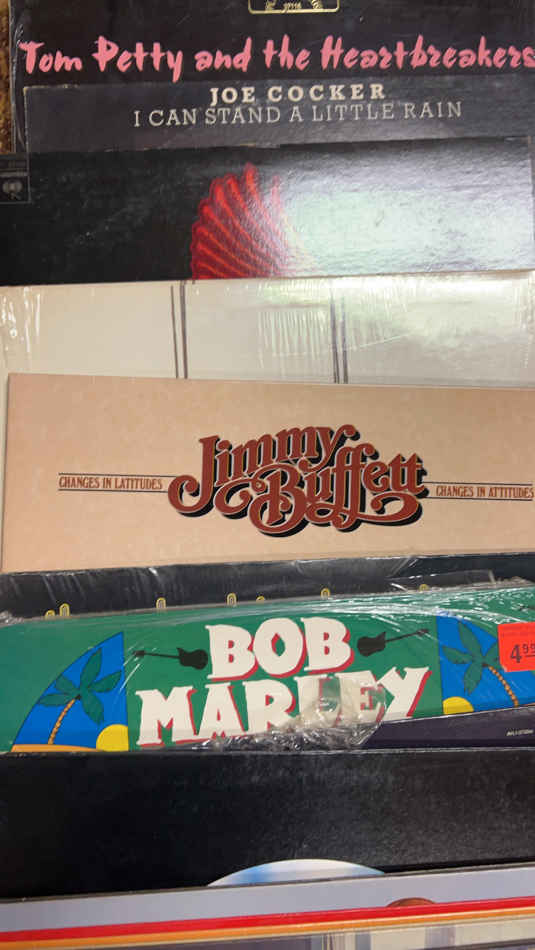 Tom Petty and the Heartbreakers
JOE COCKER
I CAN STAND A LITTLE RAIN
Jimmy
Buffett
CHANGES IN LATITUDES
CHANGES IN ATTITUDES
BOB
MARLEY
4.99